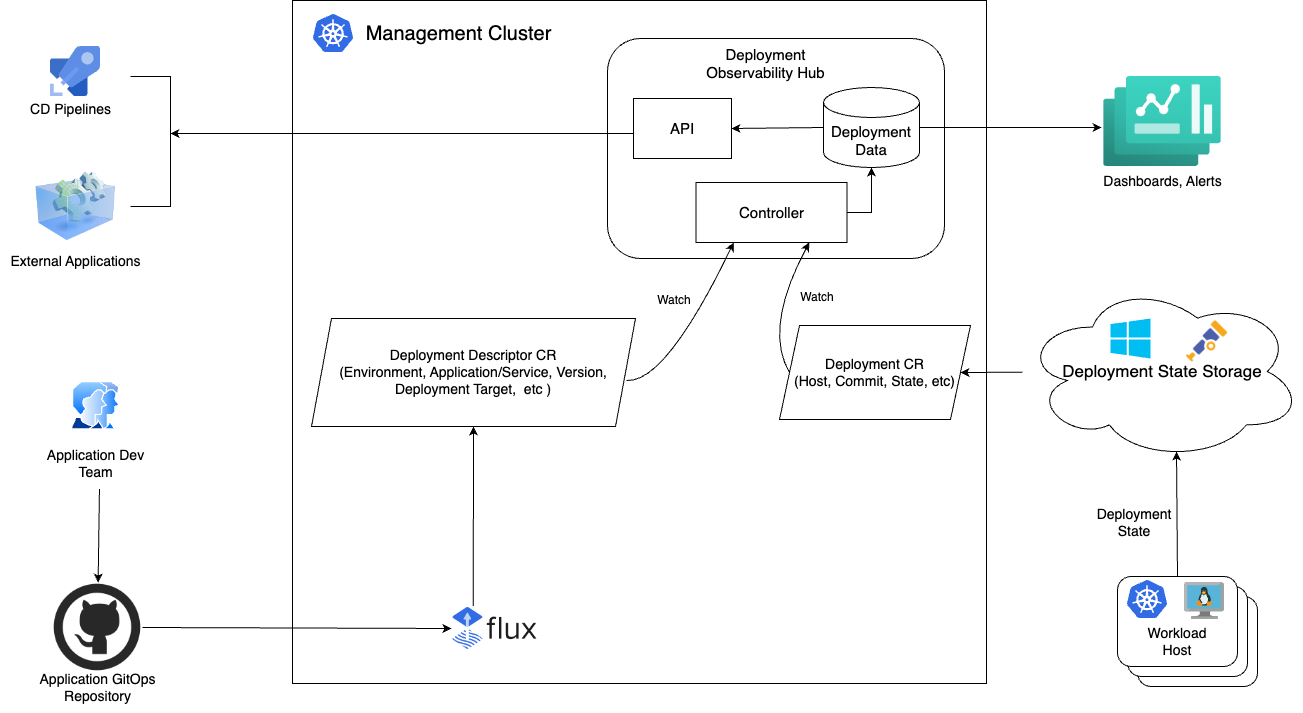 Management Cluster
CD Pipelines
External Applications
Deployment
Observability Hub
API
Deployment
Data
Controller
Dashboards, Alerts
Watch
Watch
Deployment Descriptor CR
(Environment, Application/Service, Version,
Deployment Target,  etc )
Deployment CR
(Host, Commit, State, etc)
Deployment State Storage
Application Dev
Team
Deployment
State
flux
Workload
Host
Application GitOps
Repository